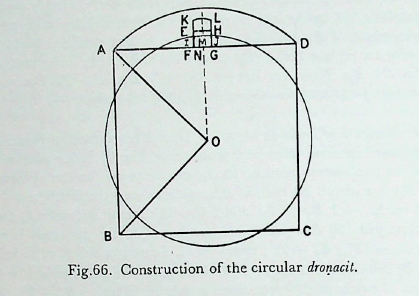 K L
E H
A I M J D
F N G
O
B C
Fig.66. Construction of the circular droṇacit.